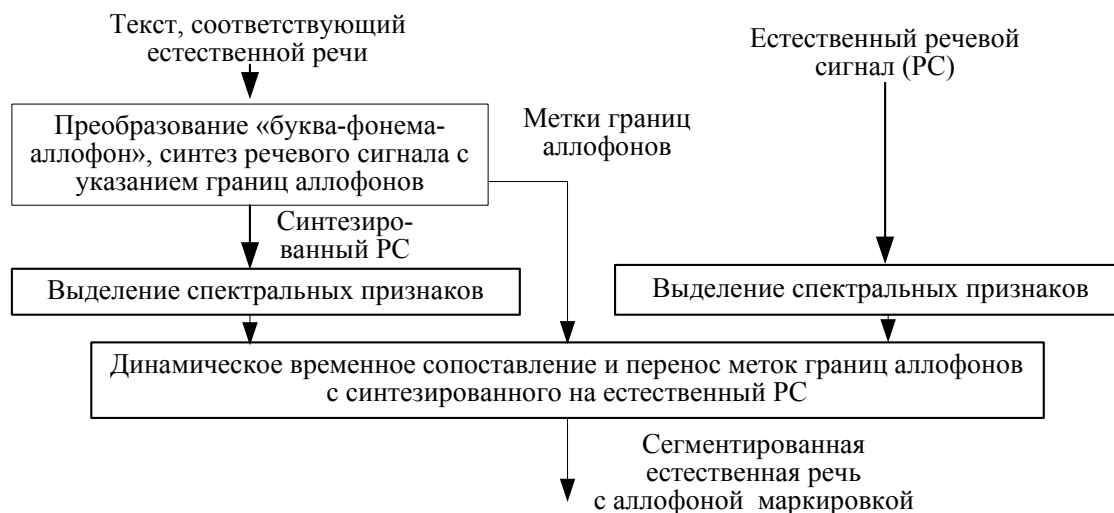 Текст, соответствующий
естественной речи
Естественный речевой
сигнал (РС)
Преобразование «буква-фонема-
аллофон», синтез речевого сигнала с
указанием границ аллофонов
Метки границ
аллофонов
Синтезиро-
ванный РС
Выделение спектральных признаков
Выделение спектральных признаков
Динамическое временное сопоставление и перенос меток границ аллофонов
с синтезированного на естественный РС
Сегментированная
естественная речь
с аллофоной маркировкой